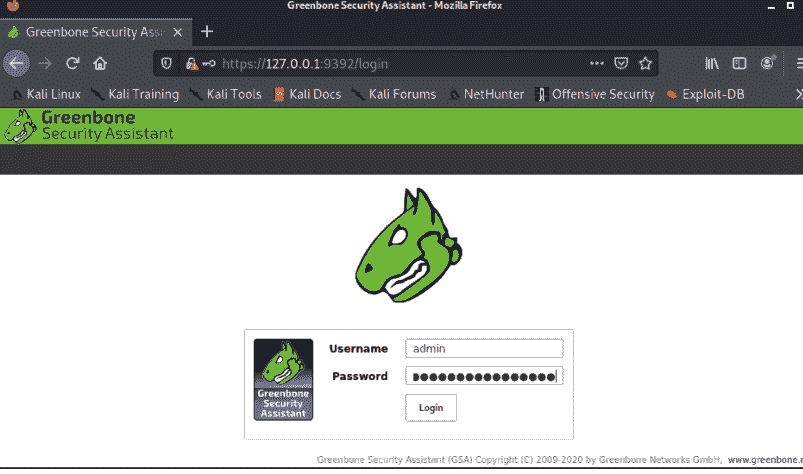 Greenbone Security Assistant - Mozilla Firefox
Greenbone Security Ass
https://127.0.0.1:9392/login
Kali Linux Kali Training Kali Tools Kali Docs Kali Forums NetHunter Offensive Security Exploit-DB
Greenbone
Security Assistant
Username admin
Password ●●●●●●●●●●●●●●●●
Greenbone
Security
Assistant
Login
Greenbone Security Assistant (GSA) Copyright (C) 2009-2020 by Greenbone Networks GmbH, www.greenbone.